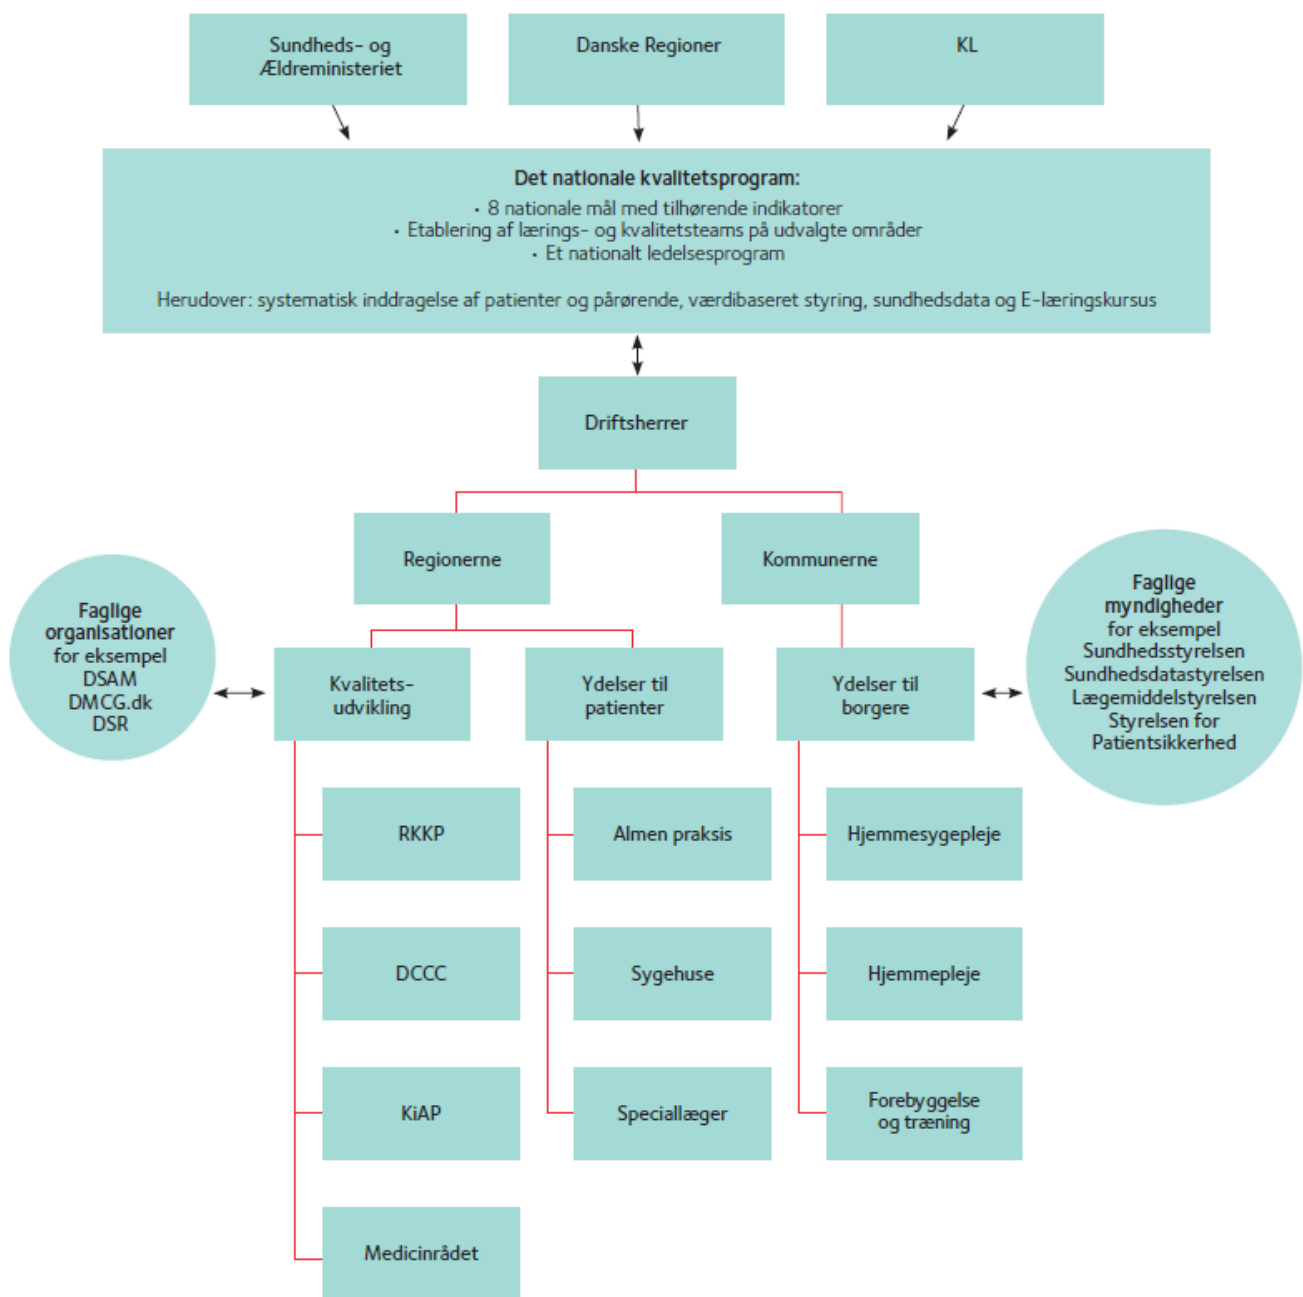 Sundheds- og
Ældreministeriet
Danske Regioner
KL
Det nationale kvalitetsprogram:
• 8 nationale mål med tilhørende indikatorer
• Etablering af lærings- og kvalitetsteams på udvalgte områder
• Et nationalt ledelsesprogram
Herudover: systematisk inddragelse af patienter og pårørende, værdibaseret styring, sundhedsdata og E-læringskursus
Driftsherrer
Regionerne
Kommunerne
Faglige
organisationer
for eksempel
DSAM
DMCG.dk
DSR
Kvalitets-
udvikling
Ydelser til
patienter
Ydelser til
borgere
Faglige
myndigheder
for eksempel
Sundhedsstyrelsen
Sundhedsdatastyrelsen
Lægemiddelstyrelsen
Styrelsen for
Patientsikkerhed
RKKP
Almen praksis
Hjemmesygepleje
DCCC
Sygehuse
Hjemmepleje
KiAP
Speciallæger
Forebyggelse
og træning
Medicinrådet